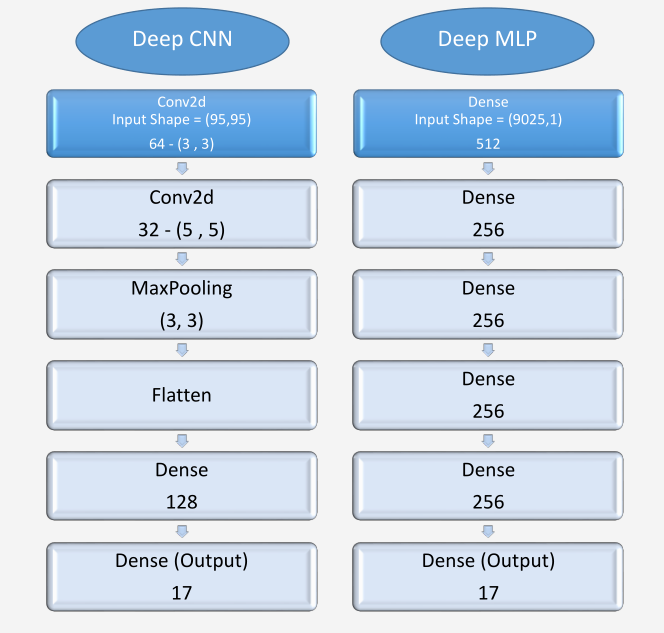 Deep CNN
Conv2d
Input Shape = (95,95)
64 - (3 , 3)
Conv2d
32 - (5 , 5)
MaxPooling
(3, 3)
Flatten
Dense
128
Dense (Output)
17
Deep MLP
Dense
Input Shape = (9025,1)
512
Dense
256
Dense
256
Dense
256
Dense
256
Dense (Output)
17